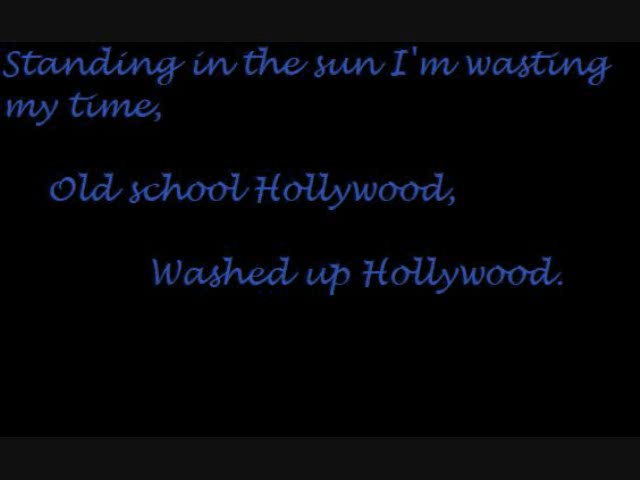 Standing in the sun I'm wasting
my time,
Old school Hollywood,
Washed up Hollywood.